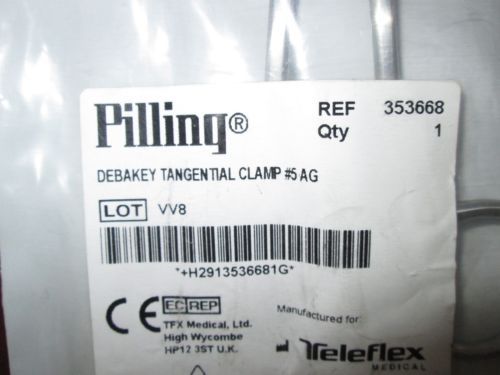 Pilling®
REF 353668
Qty 1
DEBAKEY TANGENTIAL CLAMP #5 AG
LOT VV8
*+H2913536681G*
CE EC REP
TFX Medical, Ltd.
High Wycombe
HP12 3ST U.K.
Manufactured for:
Teleflex
MEDICAL